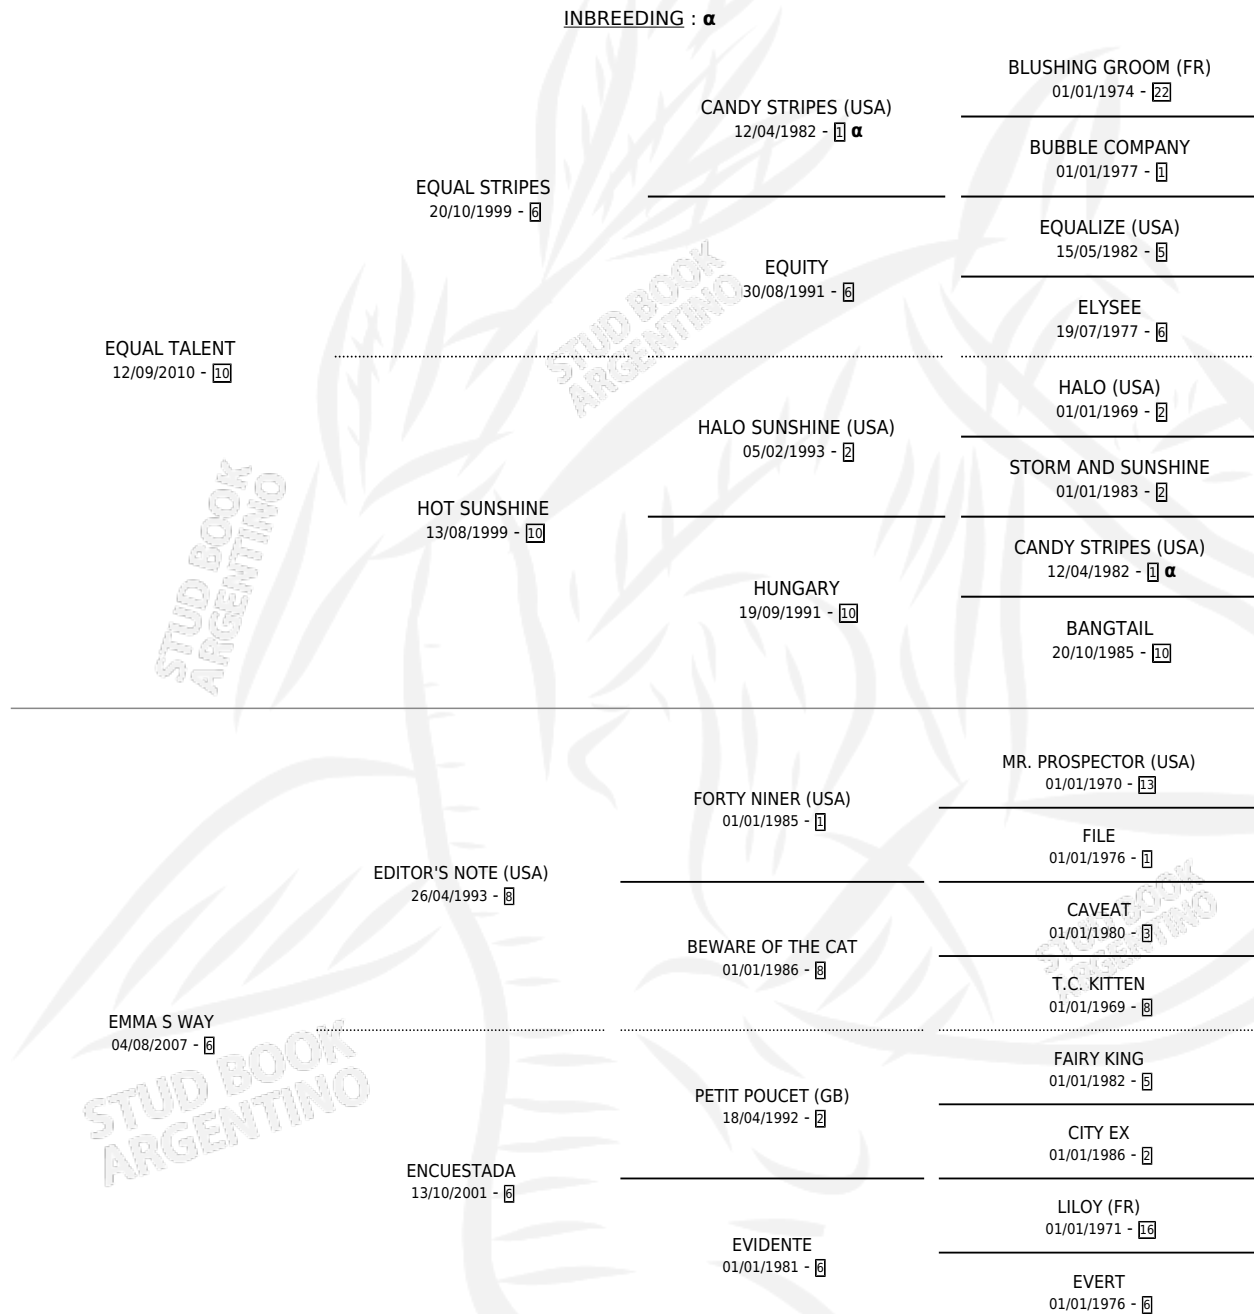 INBREEDING : α
BLUSHING GROOM (FR)
01/01/1974 - 22
CANDY STRIPES (USA)
12/04/1982 - 1 α
BUBBLE COMPANY
01/01/1977 - 1
EQUAL STRIPES
20/10/1999 - 6
EQUALIZE (USA)
15/05/1982 - 5
EQUITY
30/08/1991 - 6
ELYSEE
19/07/1977 - 6
EQUAL TALENT
12/09/2010 - 10
HALO (USA)
01/01/1969 - 2
HALO SUNSHINE (USA)
05/02/1993 - 2
STORM AND SUNSHINE
01/01/1983 - 2
HOT SUNSHINE
13/08/1999 - 10
CANDY STRIPES (USA)
12/04/1982 - 1 α
HUNGARY
19/09/1991 - 10
BANGTAIL
20/10/1985 - 10
MR. PROSPECTOR (USA)
01/01/1970 - 13
FORTY NINER (USA)
01/01/1985 - 1
FILE
01/01/1976 - 1
EDITOR'S NOTE (USA)
26/04/1993 - 8
CAVEAT
01/01/1980 - 3
BEWARE OF THE CAT
01/01/1986 - 8
T.C. KITTEN
01/01/1969 - 8
EMMA S WAY
04/08/2007 - 6
FAIRY KING
01/01/1982 - 5
PETIT POUCET (GB)
18/04/1992 - 2
CITY EX
01/01/1986 - 2
ENCUESTADA
13/10/2001 - 6
LILOY (FR)
01/01/1971 - 16
EVIDENTE
01/01/1981 - 6
EVERT
01/01/1976 - 6
STUD BOOK
ARGENTINO
STUD BOOK
ARGENTINO
STUD BOOK
ARGENTINO
STUD BOOK
ARGENTINO